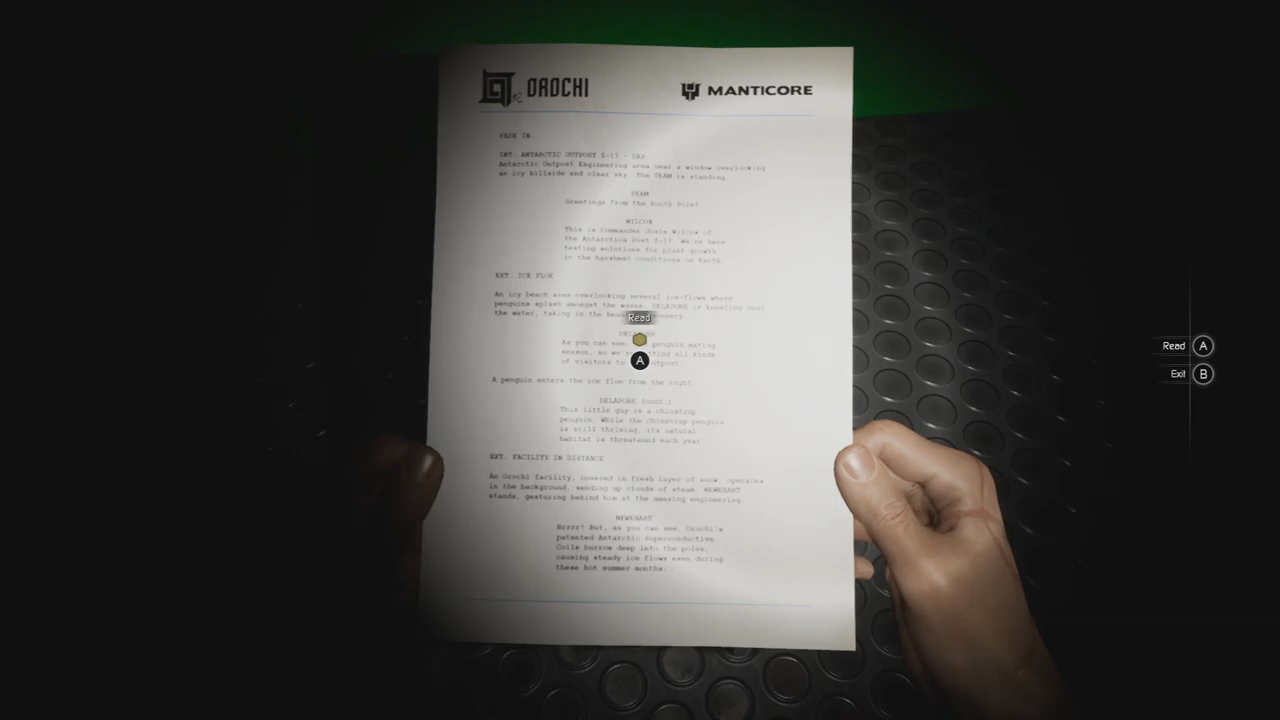 OROCHI
MANTICORE
FADE IN.
INT. ANTARCTIC OUTPOST Z-17 - DAY
Antarctic Outpost Engineering area near a window overlooking
an icy hillside and clear sky. The TEAM is standing.
TEAM
Greetings from the South Pole!
WILCOX
This is Commander Josie Wilcox of
the Antarctica Post Z-17. We're here
testing solutions for plant growth
in the harshest conditions on Earth.
EXT. ICE FLOE
An icy beach area overlooking several ice-flows where
penguins splash amongst the waves. DELAPORE is kneeling near
the water, taking in the scenery.
Read
As you can see, penguin mating
season, so we're getting all kinds
of visitors to outpost.
A
A penguin enters the ice flow from the right.
DELAPORE (cont.)
This little guy is a chinstrap
penguin. While the chinstrap penguin
is still thriving, its natural
habitat is threatened each year
EXT. FACILITY IN DISTANCE
An Orochi facility, covered in fresh layer of snow, operates
in the background, sending up clouds of steam. NEWEHART
stands, gesturing behind him at the amazing engineering.
NEWEHART
Brrrr! But, as you can see, Orochi's
patented Antarctic Superconductive
Coils burrow deep into the poles,
causing steady ice flows even during
these hot summer months.
Read A
Exit B